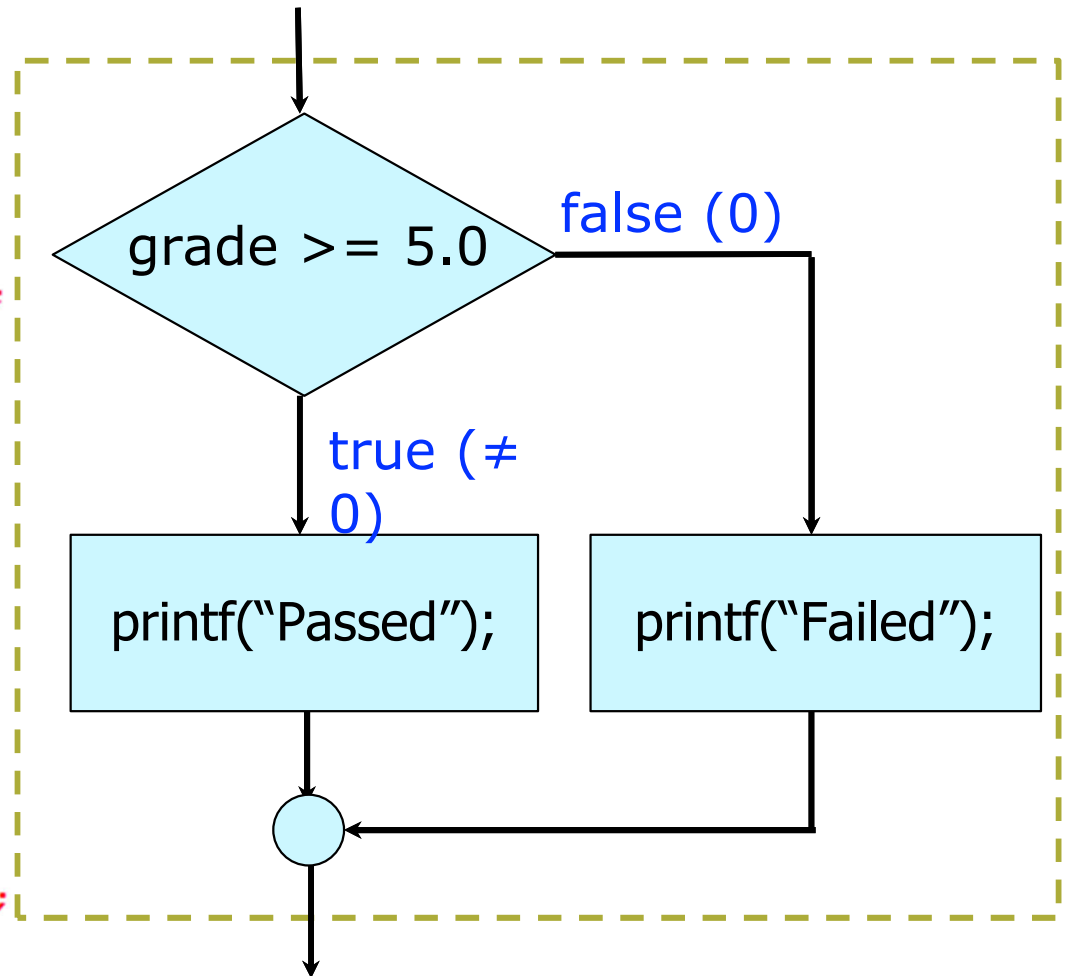 grade >= 5.0
false (0)
true (≠
0)
printf(“Passed”);
printf(“Failed”);